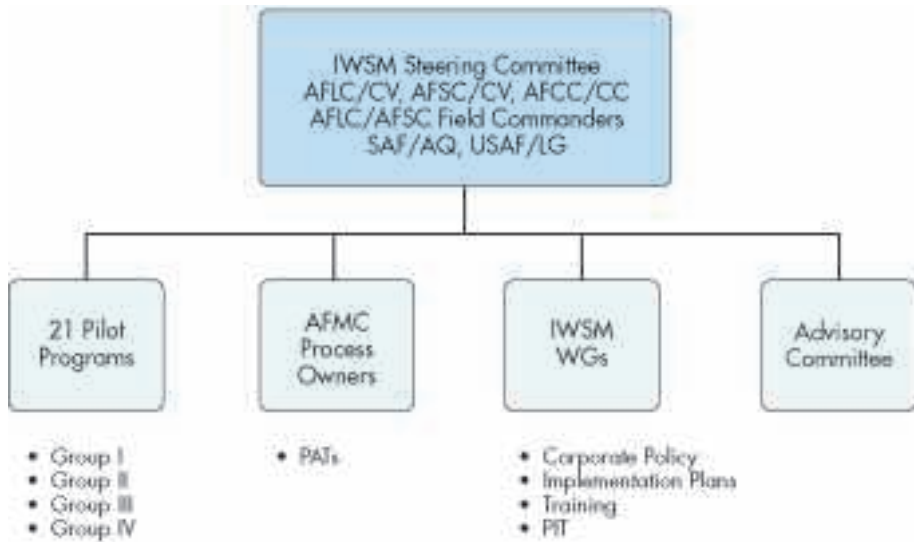 IWSM Steering Committee
AFLC/CV, AFSC/CV, AFCC/CC
AFLC/AFSC Field Commanders
SAF/AQ, USAF/LG
21 Pilot
Programs
AFMC
Process
Owners
IWSM
WGs
Advisory
Committee
• Group I
• Group II
• Group III
• Group IV
• PATs
• Corporate Policy
• Implementation Plans
• Training
• PIT